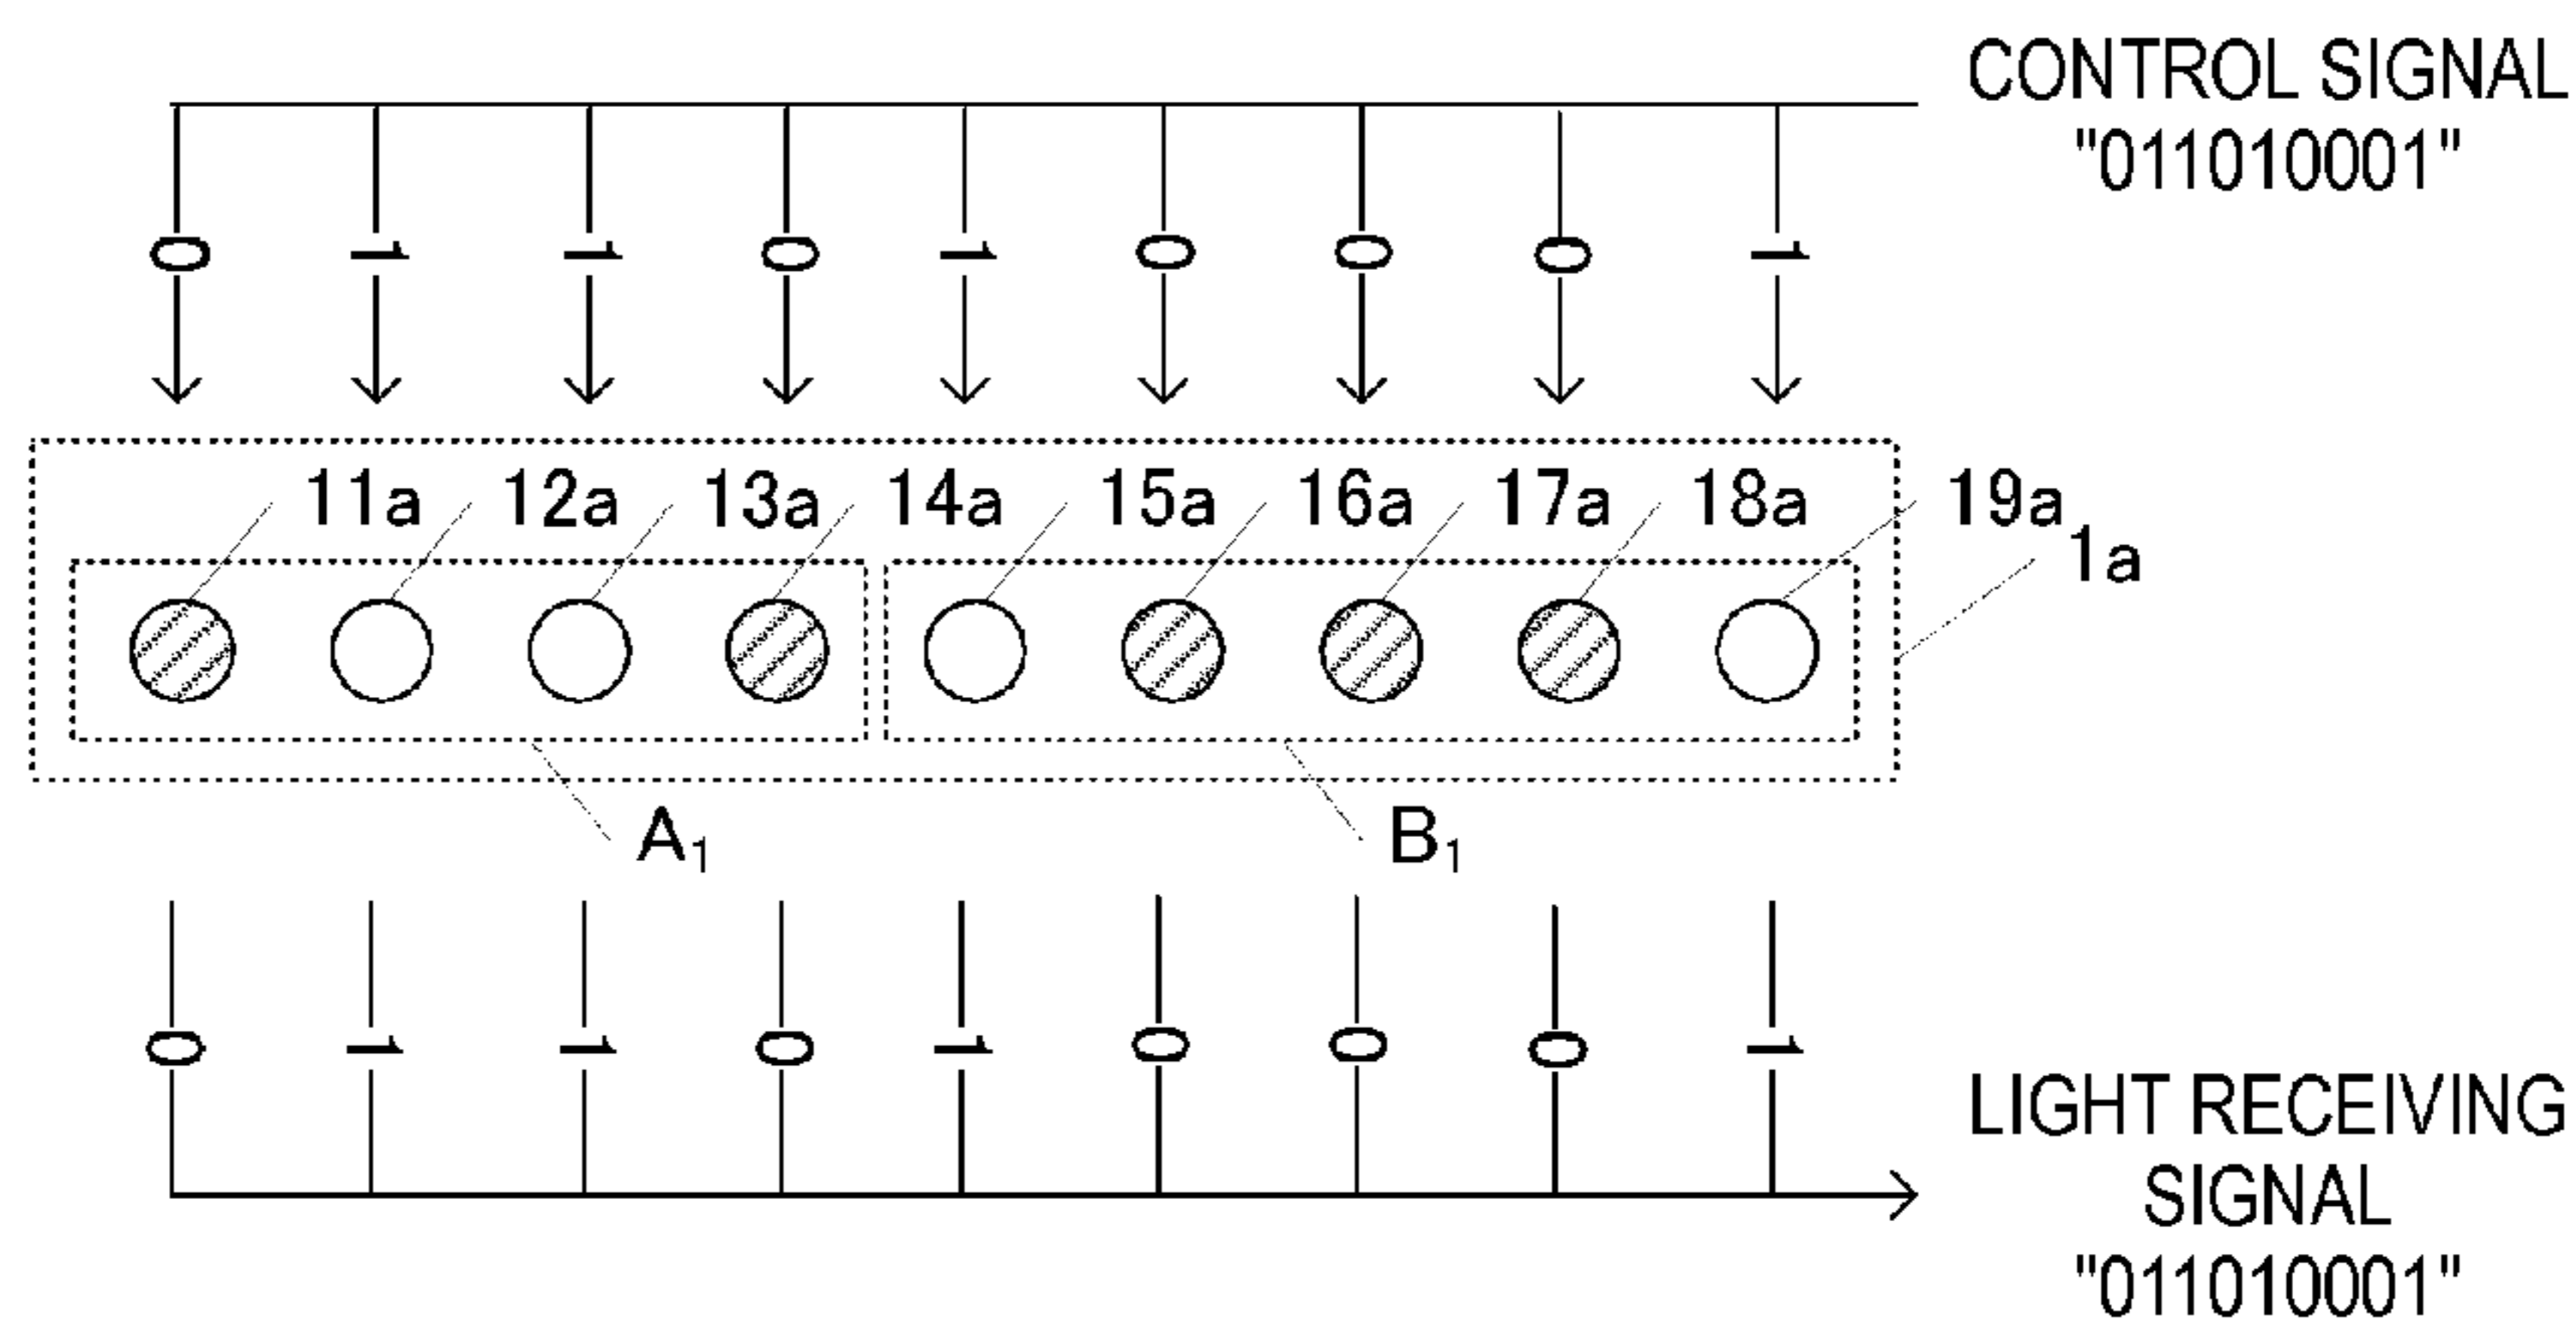 CONTROL SIGNAL
"011010001"
0 1 1 0 1 0 0 0 1
11a 12a 13a 14a 15a 16a 17a 18a 19a
1a
A₁ B₁
0 1 1 0 1 0 0 0 1
LIGHT RECEIVING
SIGNAL
"011010001"